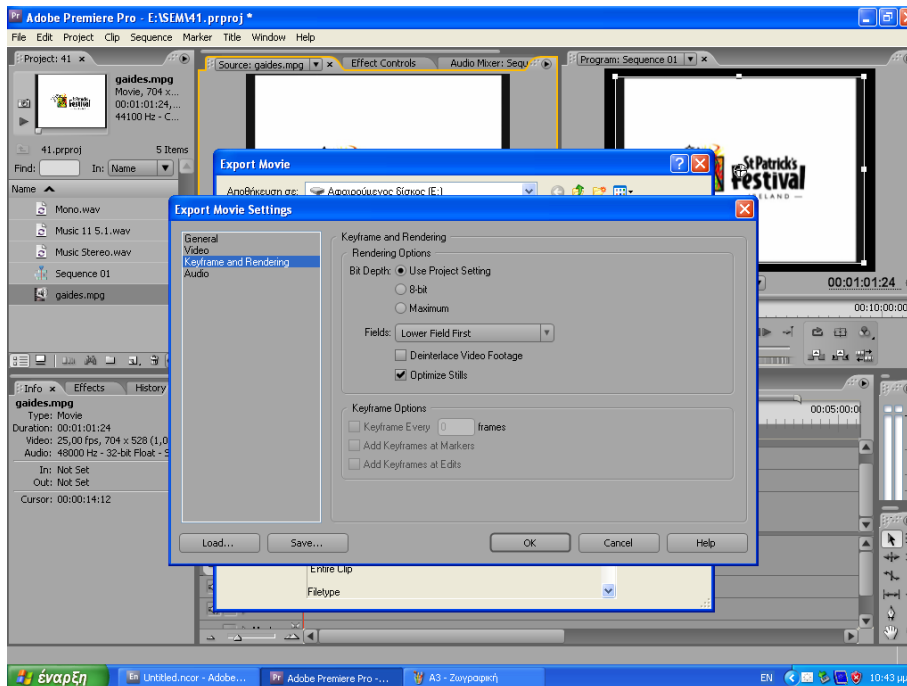 Adobe Premiere Pro - E:\SEM\41.prproj *
File Edit Project Clip Sequence Marker Title Window Help
Project: 41
gaides.mpg
Movie, 704 x...
00:01:01:24,...
44100 Hz - C...
41.prproj 5 Items
Find: In: Name
Name
Mono.wav
Music 11 5.1.wav
Music Stereo.wav
Sequence 01
gaides.mpg
Source: gaides.mpg Effect Controls Audio Mixer: Sequ
Program: Sequence 01
St Patrick's
Festival
00:01:01:24
00:10:00:00
Export Movie
Αποθήκευση σε: Αφαιρούμενος δίσκος (E:)
Export Movie Settings
General
Video
Keyframe and Rendering
Audio
Keyframe and Rendering
Rendering Options
Bit Depth: Use Project Setting
8-bit
Maximum
Fields: Lower Field First
Deinterlace Video Footage
Optimize Stills
Keyframe Options
Keyframe Every 0 frames
Add Keyframes at Markers
Add Keyframes at Edits
Load... Save... OK Cancel Help
Entire Clip
Filetype
Info Effects History
gaides.mpg
Type: Movie
Duration: 00:01:01:24
Video: 25,00 fps, 704 x 528 (1,0
Audio: 48000 Hz - 32-bit Float - S
In: Not Set
Out: Not Set
Cursor: 00:00:14:12
00:05:00:0
έναρξη Untitled.ncor - Adobe... Adobe Premiere Pro -... A3 - Ζωγραφική EN 10:43 μμ